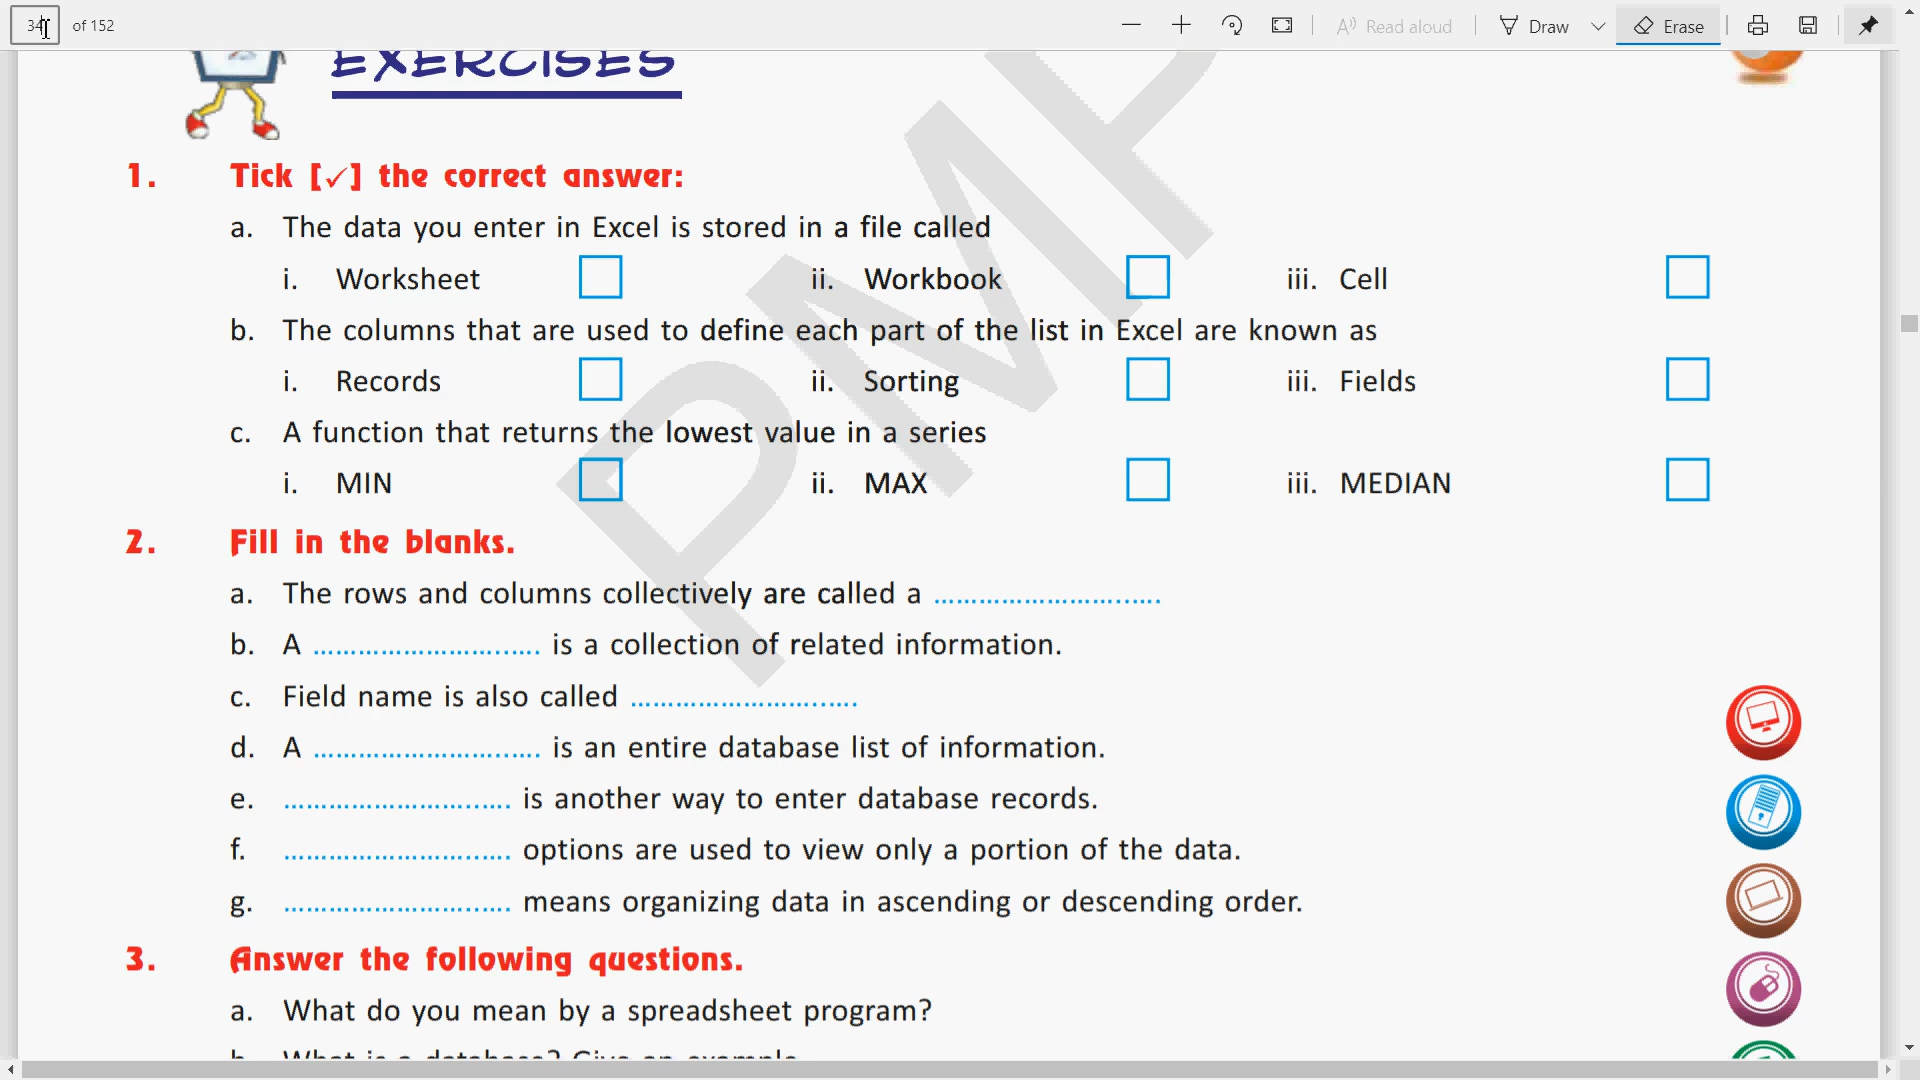 34 of 152 Read aloud Draw Erase
EXERCISES
1. Tick [✓] the correct answer:
a. The data you enter in Excel is stored in a file called
i. Worksheet ii. Workbook iii. Cell
b. The columns that are used to define each part of the list in Excel are known as
i. Records ii. Sorting iii. Fields
c. A function that returns the lowest value in a series
i. MIN ii. MAX iii. MEDIAN
2. Fill in the blanks.
a. The rows and columns collectively are called a ............................
b. A ............................ is a collection of related information.
c. Field name is also called ............................
d. A ............................ is an entire database list of information.
e. ............................ is another way to enter database records.
f. ............................ options are used to view only a portion of the data.
g. ............................ means organizing data in ascending or descending order.
3. Answer the following questions.
a. What do you mean by a spreadsheet program?
b. What is a database? Give an example.